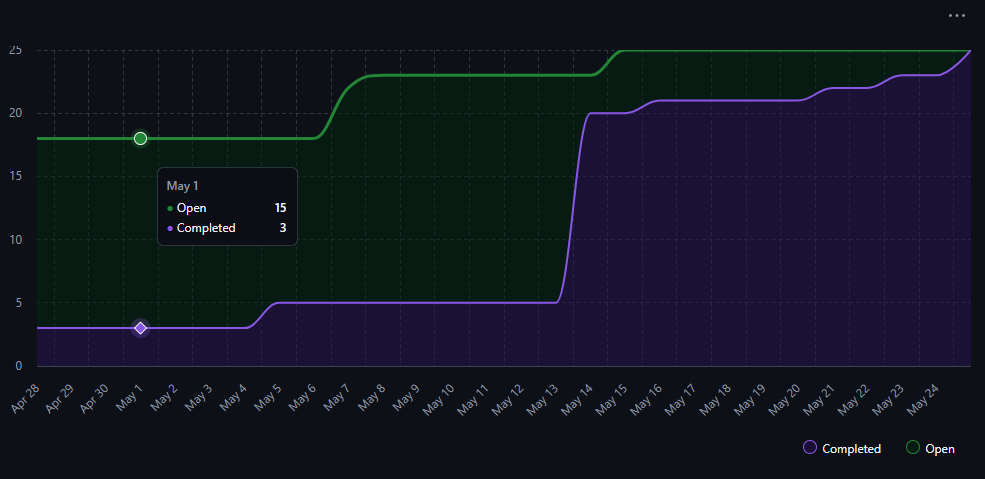 ...
25
20
15
10
5
0
May 1
Open 15
Completed 3
Apr 28
Apr 29
Apr 30
May 1
May 2
May 3
May 4
May 5
May 6
May 7
May 8
May 9
May 10
May 11
May 12
May 13
May 14
May 15
May 16
May 17
May 18
May 19
May 20
May 21
May 22
May 23
May 24
Completed Open